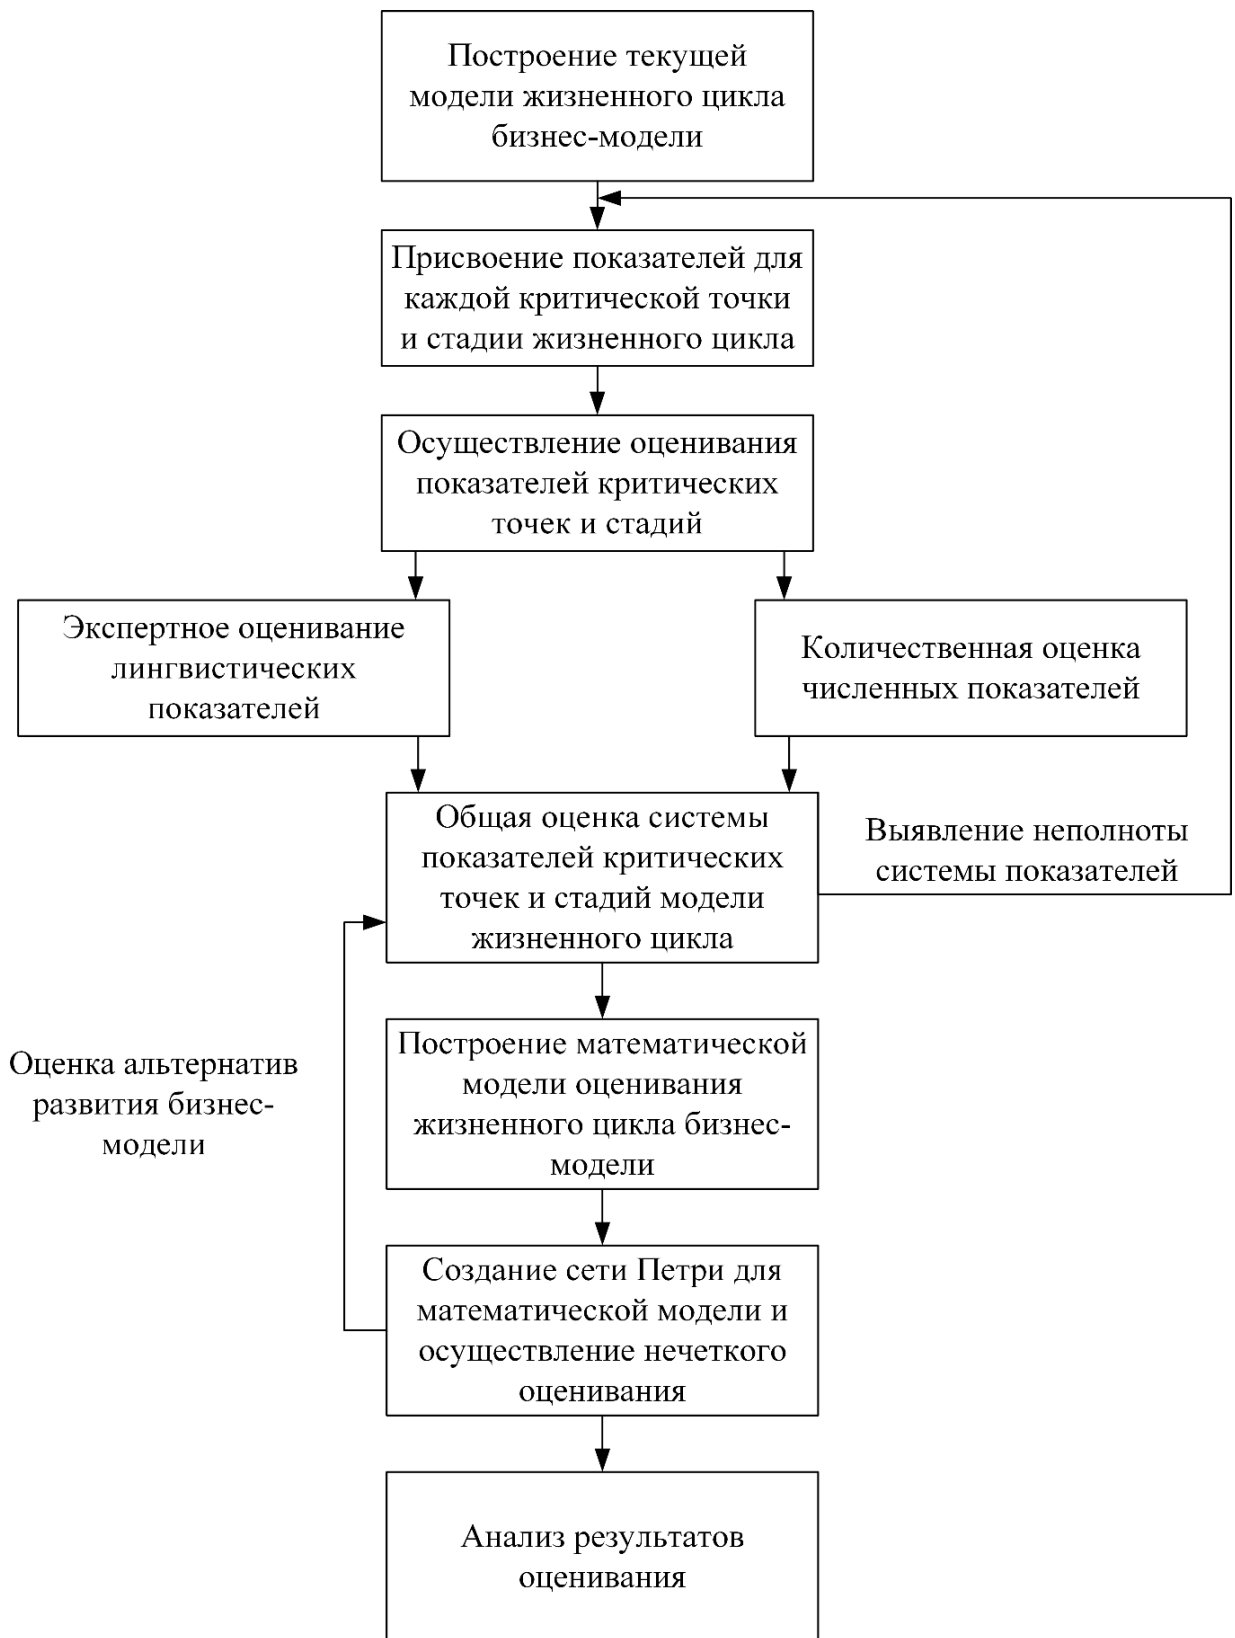 Построение текущей
модели жизненного цикла
бизнес-модели
Присвоение показателей для
каждой критической точки
и стадии жизненного цикла
Осуществление оценивания
показателей критических
точек и стадий
Экспертное оценивание
лингвистических
показателей
Количественная оценка
численных показателей
Общая оценка системы
показателей критических
точек и стадий модели
жизненного цикла
Выявление неполноты
системы показателей
Оценка альтернатив
развития бизнес-
модели
Построение математической
модели оценивания
жизненного цикла бизнес-
модели
Создание сети Петри для
математической модели и
осуществление нечеткого
оценивания
Анализ результатов
оценивания